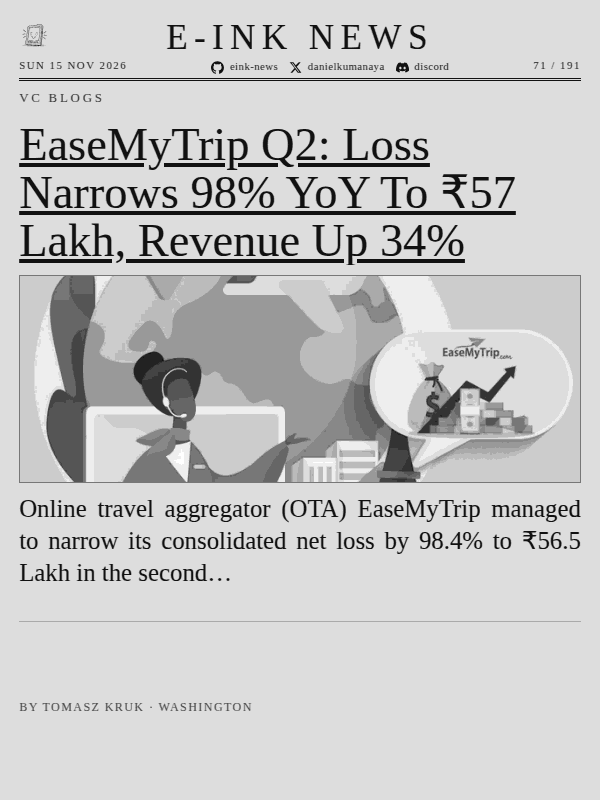 E-INK NEWS
SUN 15 NOV 2026 eink-news danielkumanaya discord 71 / 191
VC BLOGS
EaseMyTrip Q2: Loss
Narrows 98% YoY To ₹57
Lakh, Revenue Up 34%
EaseMyTrip.com
$
Online travel aggregator (OTA) EaseMyTrip managed
to narrow its consolidated net loss by 98.4% to ₹56.5
Lakh in the second…
BY TOMASZ KRUK · WASHINGTON